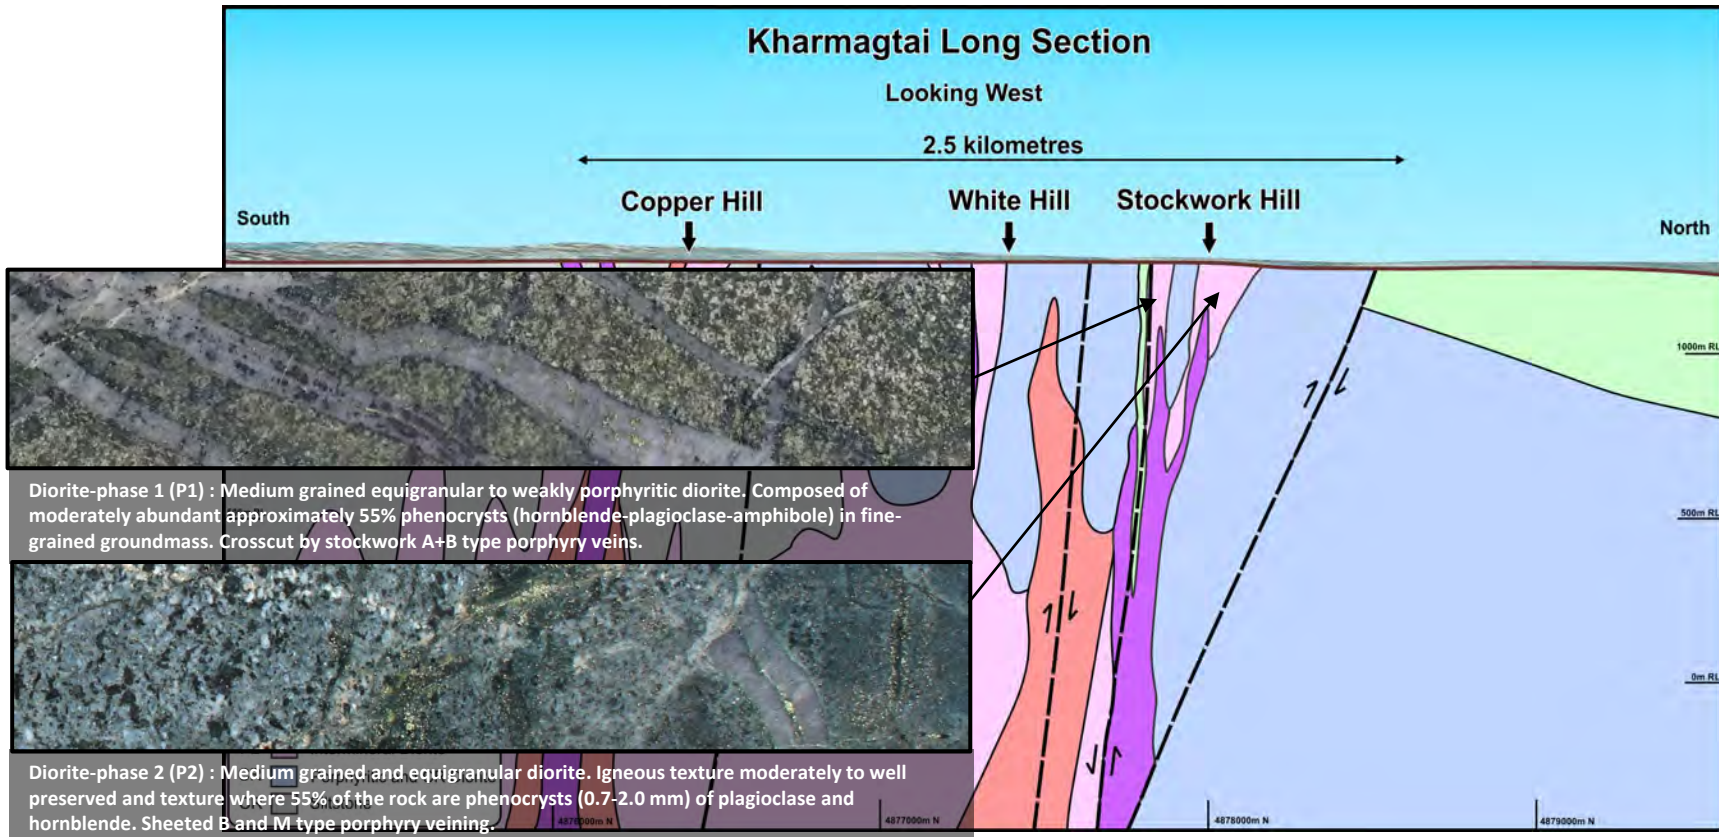 Kharmagtai Long Section
Looking West
2.5 kilometres
Copper Hill
White Hill
Stockwork Hill
South
North
1000m RL
Diorite-phase 1 (P1) : Medium grained equigranular to weakly porphyritic diorite. Composed of
moderately abundant approximately 55% phenocrysts (hornblende-plagioclase-amphibole) in fine-
grained groundmass. Crosscut by stockwork A+B type porphyry veins.
500m RL
0m RL
Diorite-phase 2 (P2) : Medium grained and equigranular diorite. Igneous texture moderately to well
preserved and texture where 55% of the rock are phenocrysts (0.7-2.0 mm) of plagioclase and
hornblende. Sheeted B and M type porphyry veining.
4876000m N
4877000m N
4878000m N
4879000m N